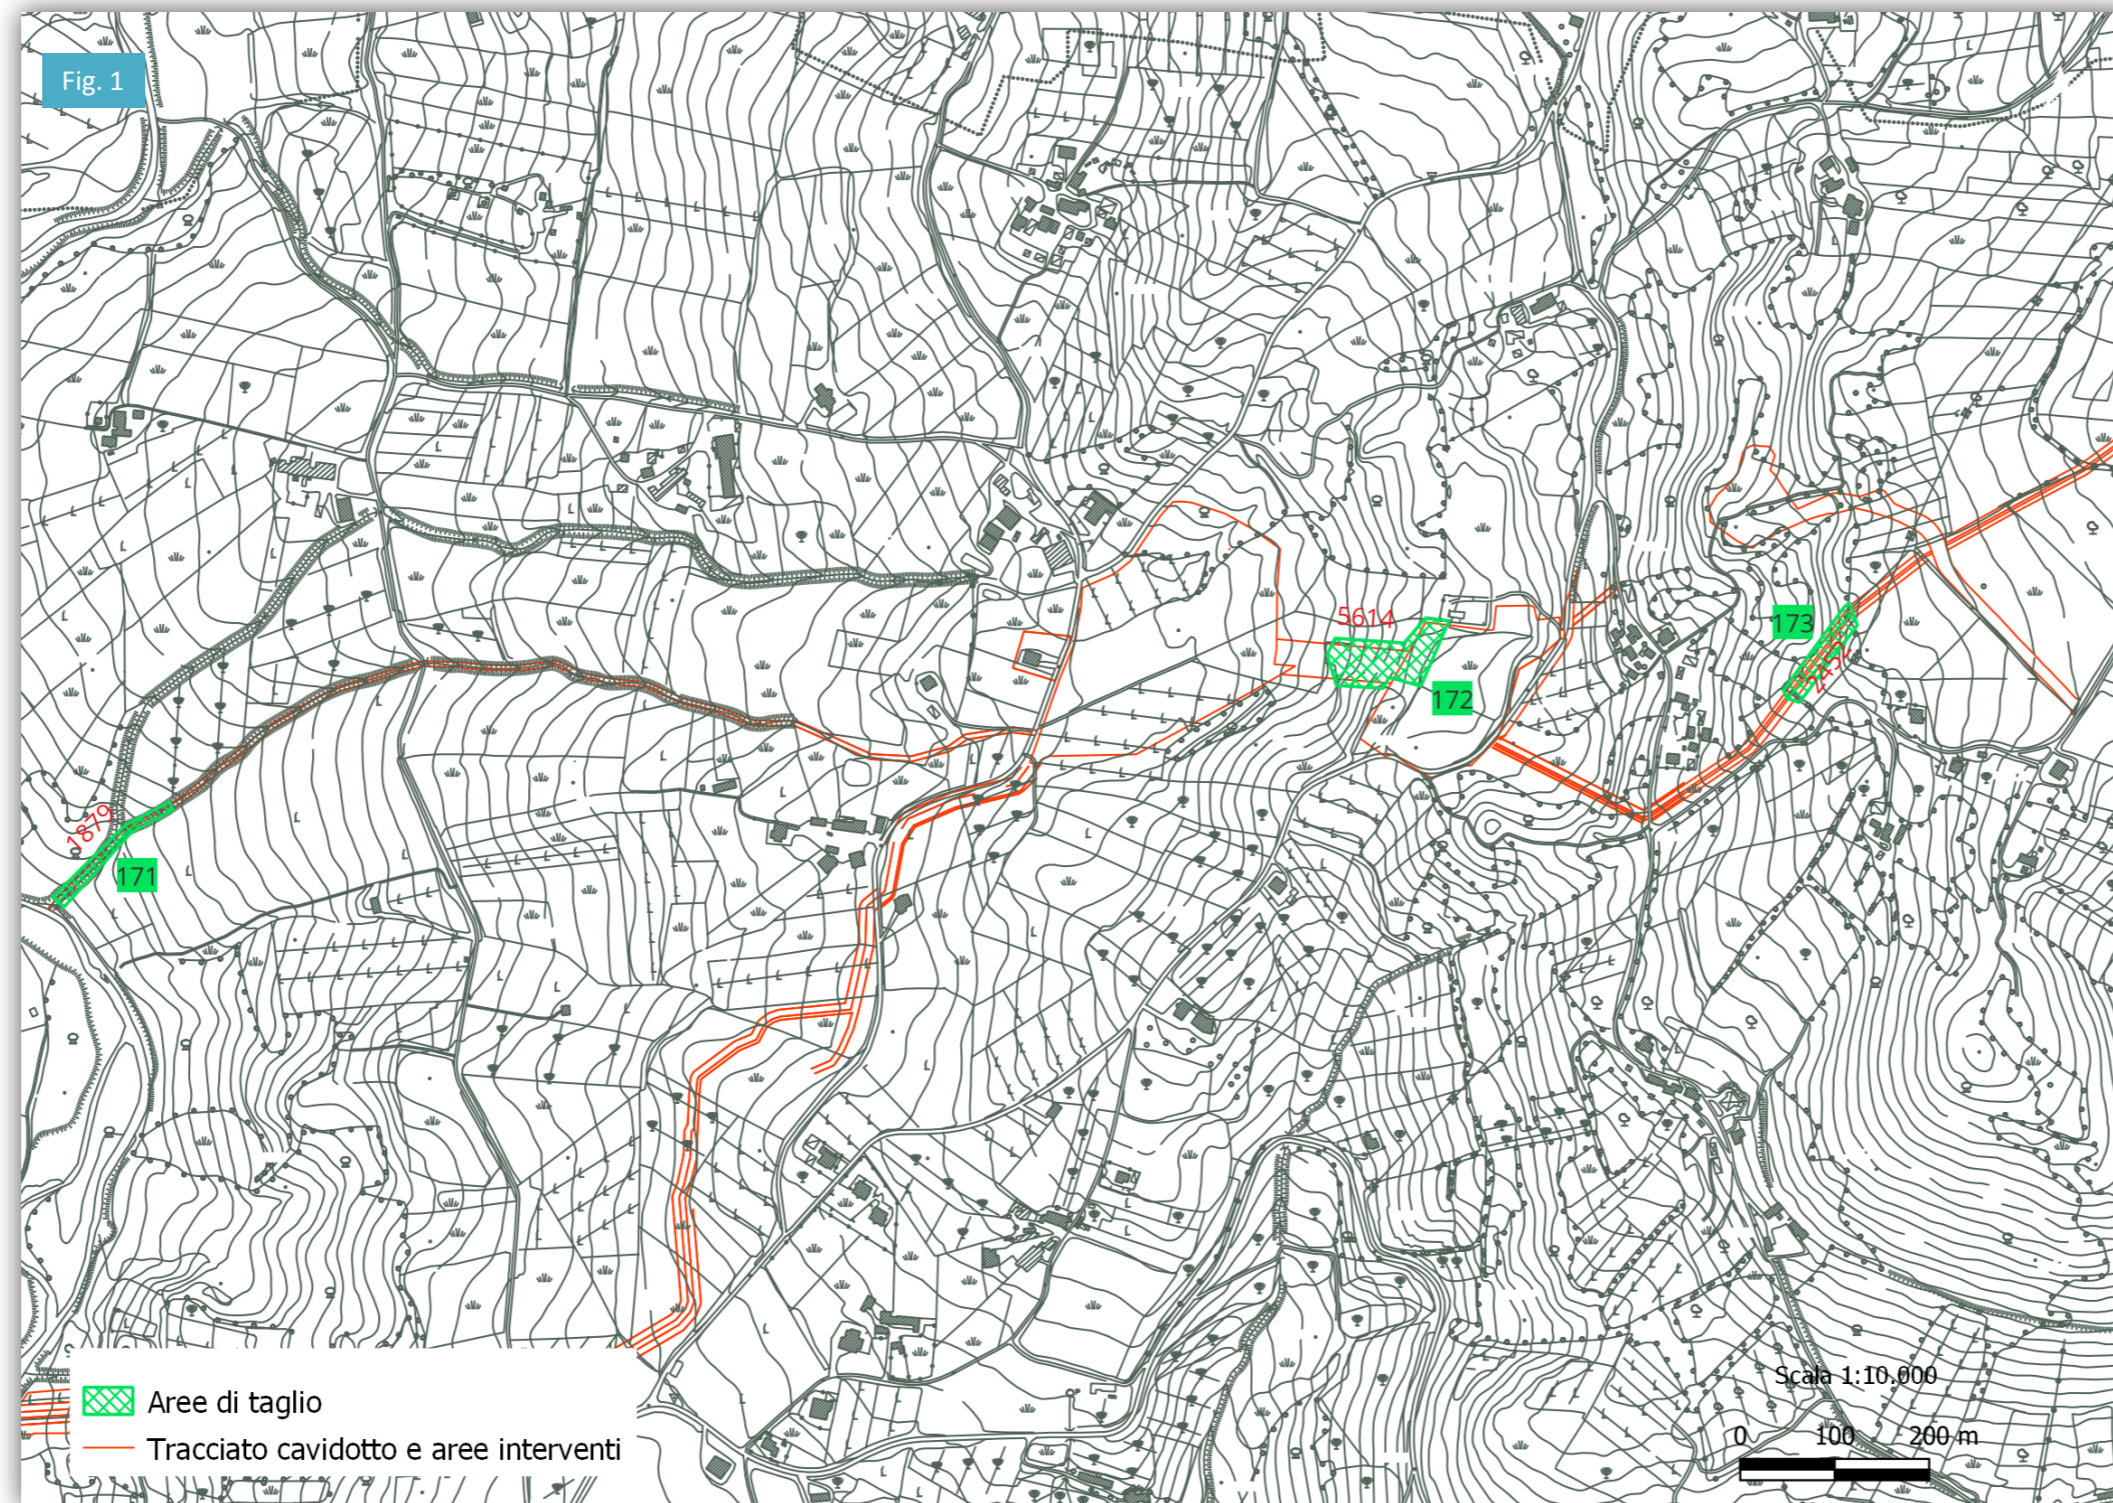 Fig. 1
5614
173
172
1879
171
Aree di taglio
Tracciato cavidotto e aree interventi
Scala 1:10.000
0 100 200 m